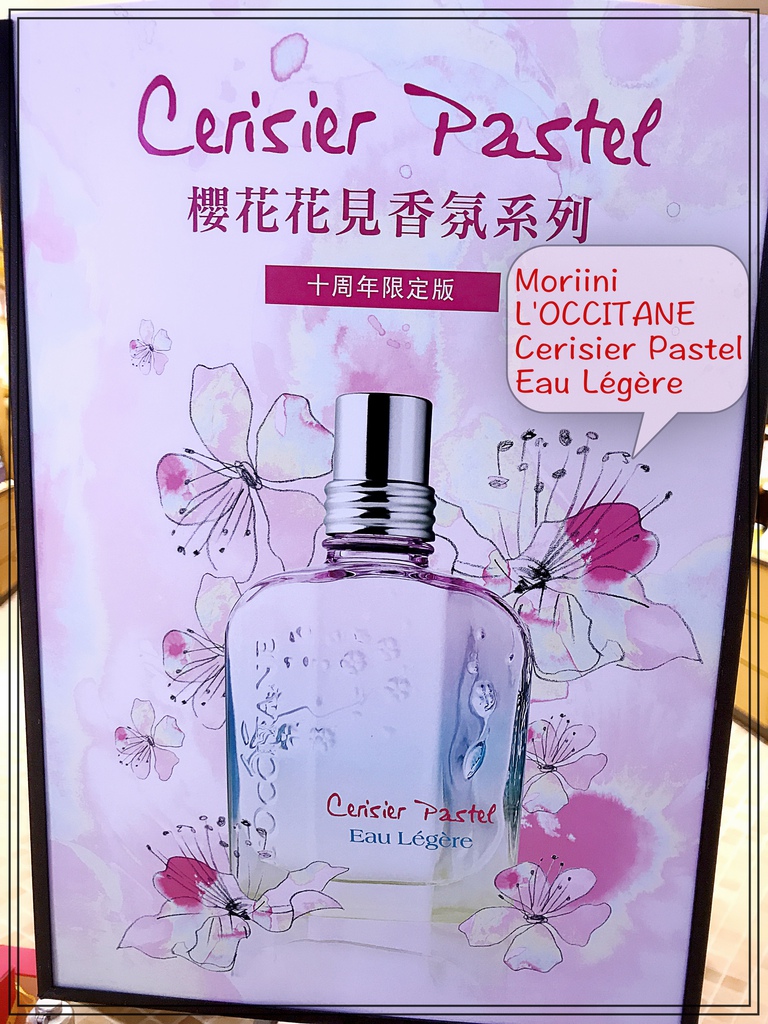 Cerisier Pastel
櫻花花見香氛系列
十周年限定版
Moriini
L'OCCITANE
Cerisier Pastel
Eau Légère
L'OCCITANE
Cerisier Pastel
Eau Légère